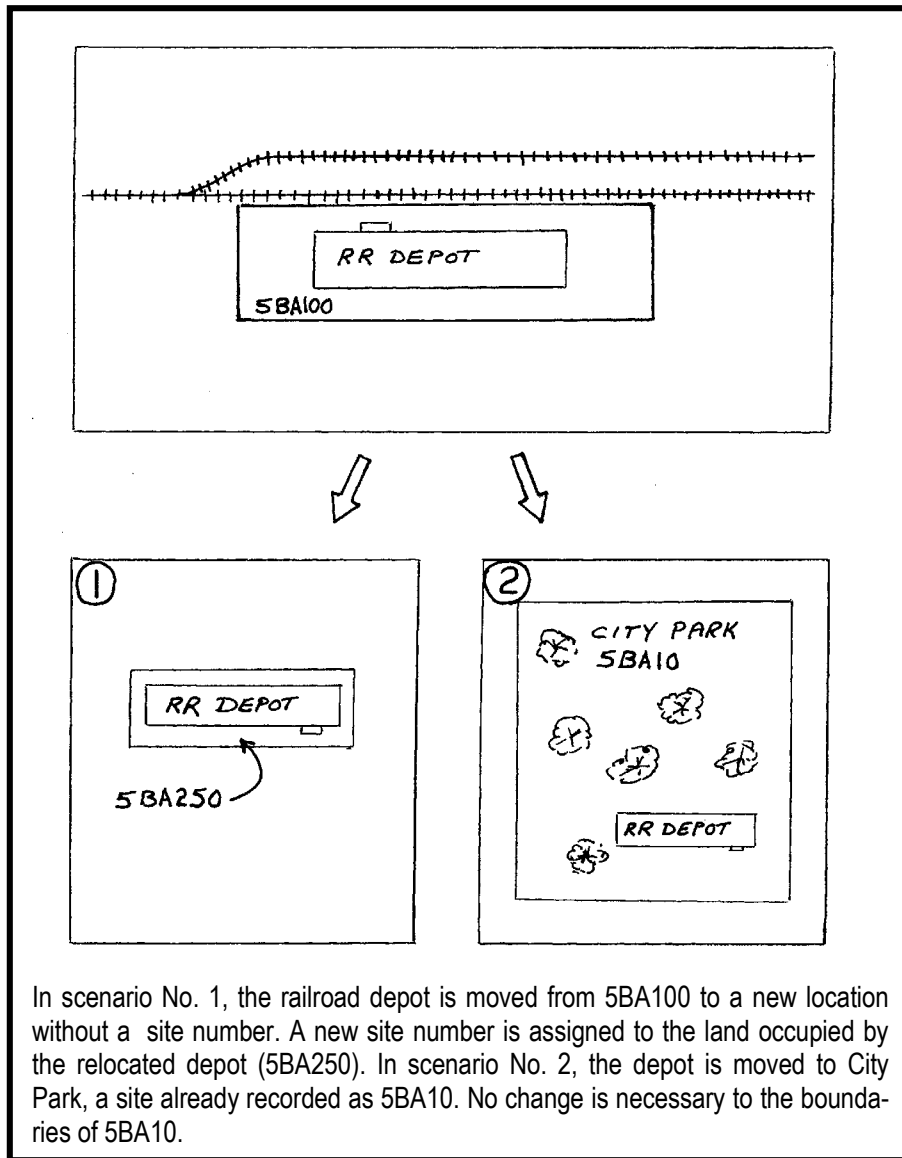 RR DEPOT
5BA100
1
RR DEPOT
5BA250
2
CITY PARK
5BA10
RR DEPOT
In scenario No. 1, the railroad depot is moved from 5BA100 to a new location
without a site number. A new site number is assigned to the land occupied by
the relocated depot (5BA250). In scenario No. 2, the depot is moved to City
Park, a site already recorded as 5BA10. No change is necessary to the bounda-
ries of 5BA10.